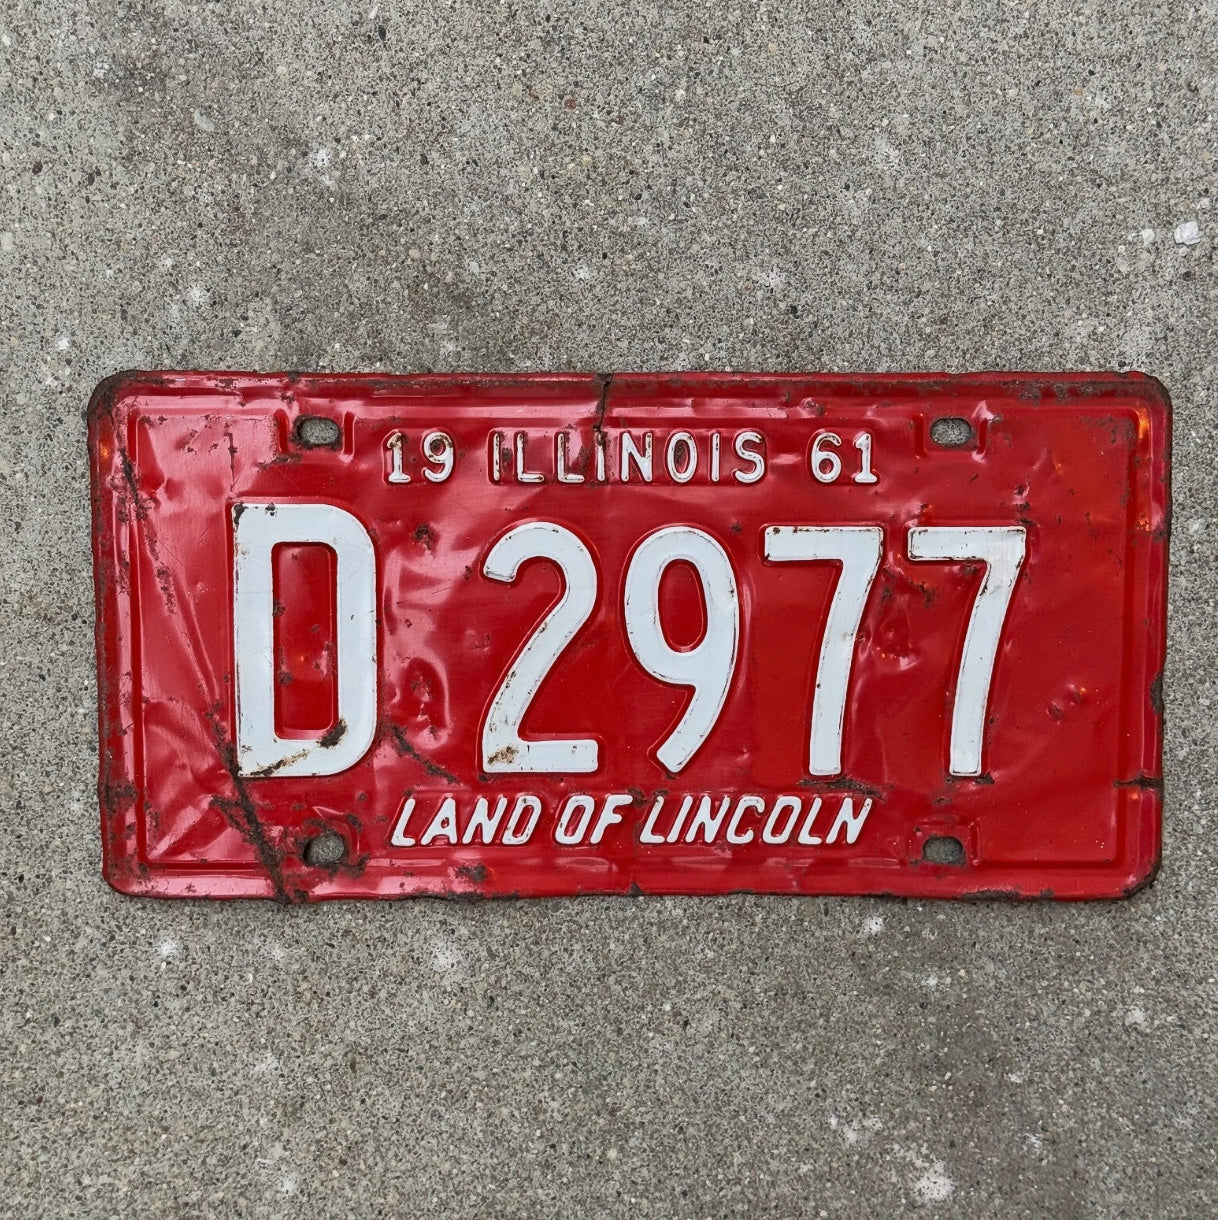 19 ILLINOIS 61
D 2977
LAND OF LINCOLN